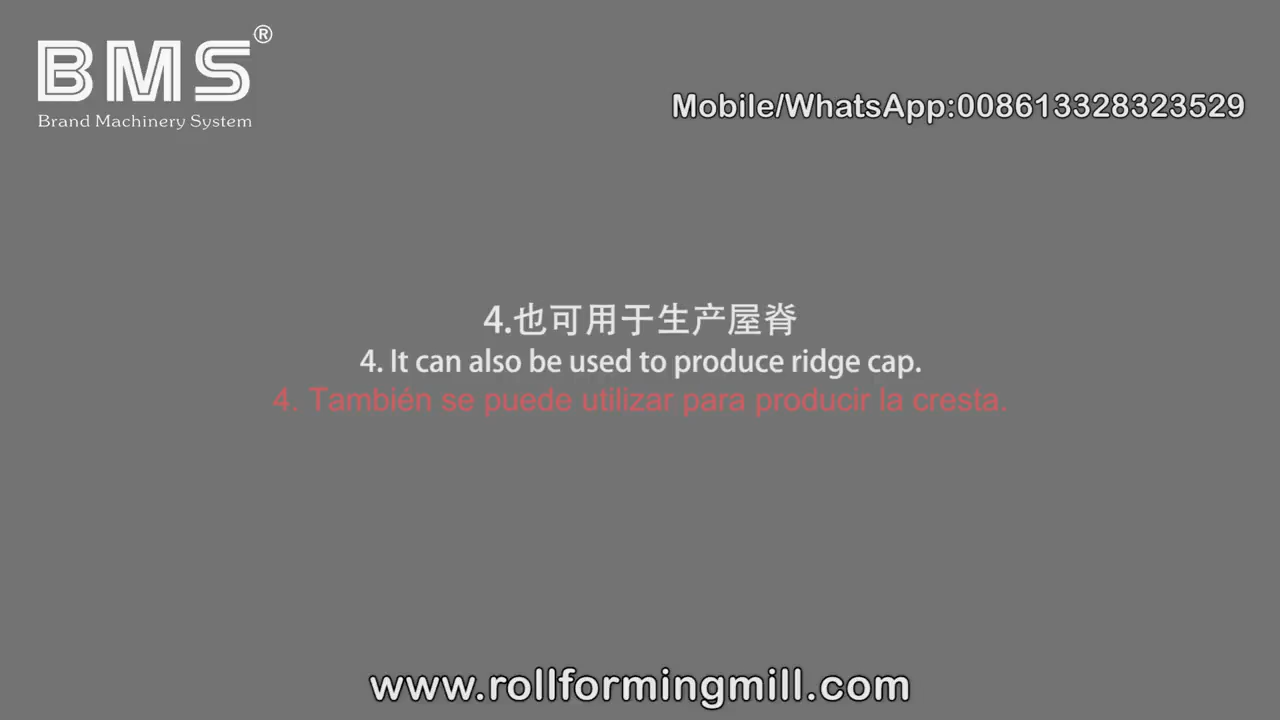 BMS®
Brand Machinery System
Mobile/WhatsApp:008613328323529
4.也可用于生产屋脊
4. It can also be used to produce ridge cap.
4. También se puede utilizar para producir la cresta.
www.rollformingmill.com